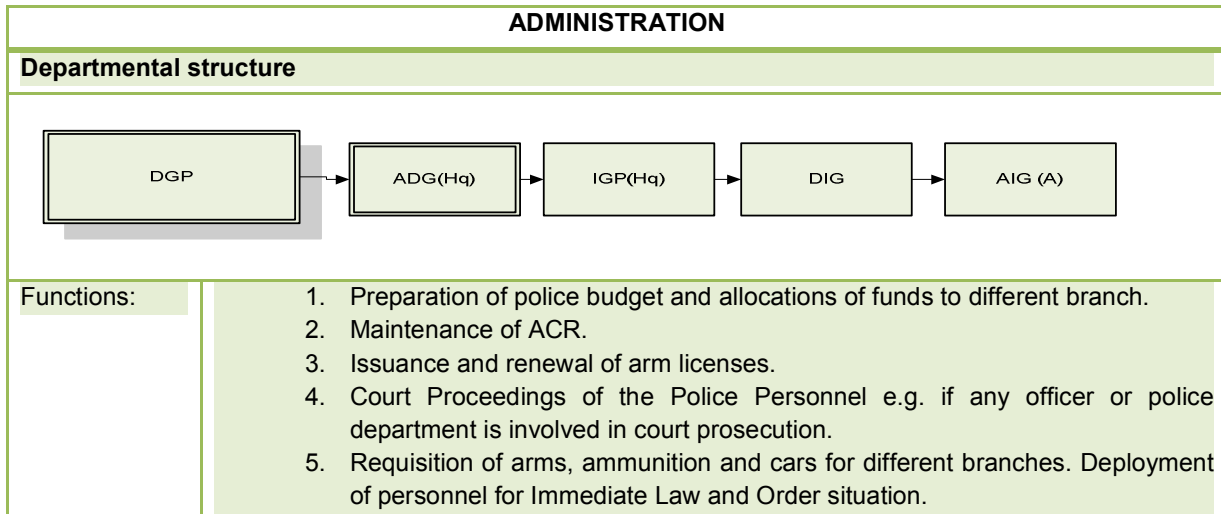 ADMINISTRATION
Departmental structure
DGP
ADG(Hq)
IGP(Hq)
DIG
AIG (A)
Functions:
1. Preparation of police budget and allocations of funds to different branch.
2. Maintenance of ACR.
3. Issuance and renewal of arm licenses.
4. Court Proceedings of the Police Personnel e.g. if any officer or police
department is involved in court prosecution.
5. Requisition of arms, ammunition and cars for different branches. Deployment
of personnel for Immediate Law and Order situation.